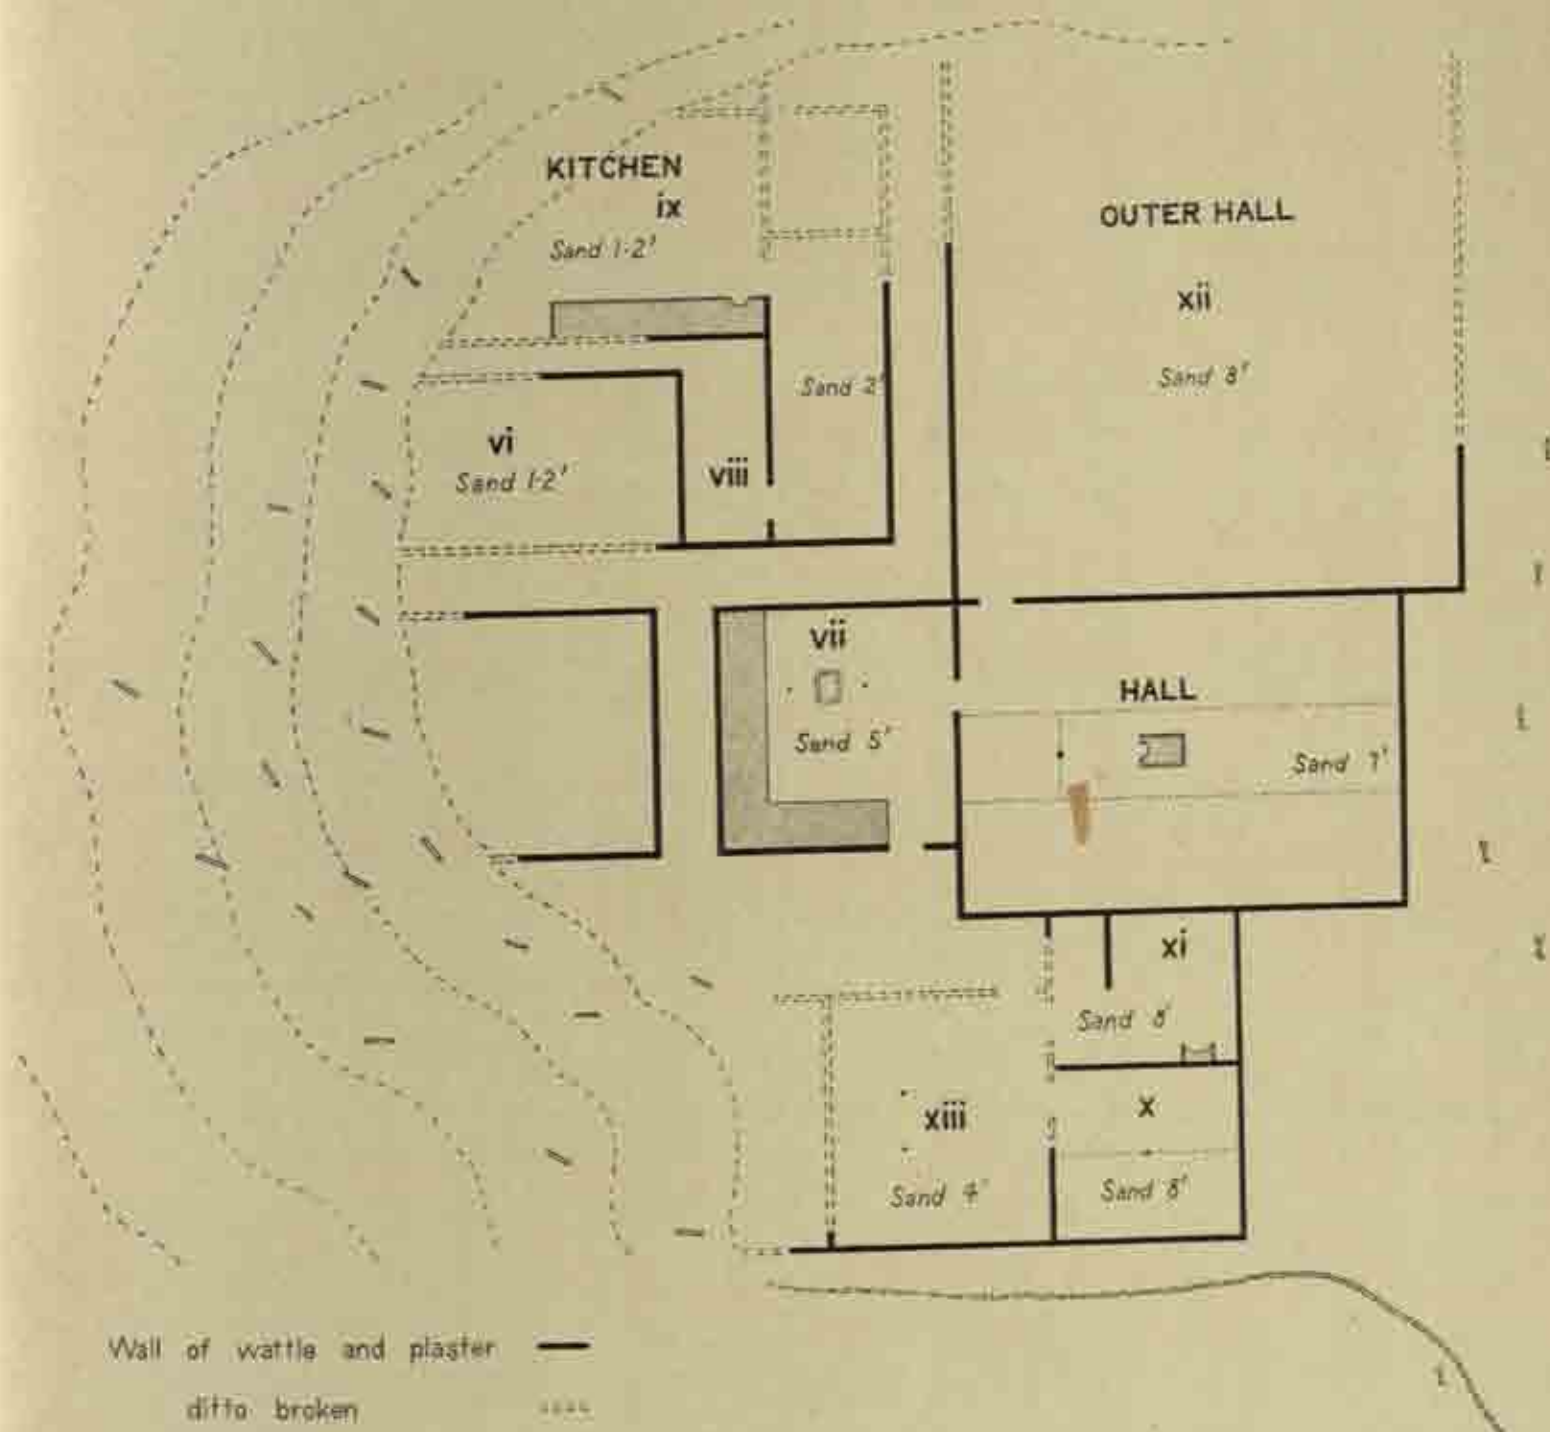 KITCHEN
ix
Sand 1-2'
OUTER HALL
xii
Sand 8'
Sand 2'
vi
Sand 1-2'
viii
vii
Sand 5'
HALL
Sand 7'
xi
Sand 8'
x
Sand 8'
xiii
Sand 4'
Wall of wattle and plaster
ditto broken